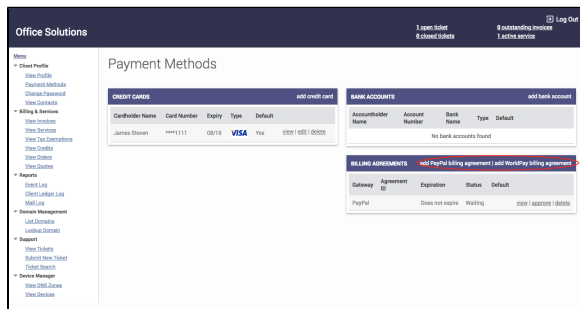 Log Out
Office Solutions
1 open ticket
0 outstanding invoices
0 closed tickets
1 active service
Menu
Client Profile
View Profile
Payment Methods
Change Password
View Contacts
Billing & Services
View Invoices
View Services
View Tax Exemptions
View Credits
View Orders
View Quotes
Reports
Event Log
Client Ledger Log
Mail Log
Domain Management
List Domains
Lookup Domain
Support
View Tickets
Submit New Ticket
Ticket Search
Device Manager
View DNS Zones
View Devices
Payment Methods
CREDIT CARDS add credit card
Cardholder Name Card Number Expiry Type Default
James Steven ****1111 08/19 VISA Yes view | edit | delete
BANK ACCOUNTS add bank account
Accountholder Name Account Number Bank Name Type Default
No bank accounts found
BILLING AGREEMENTS add PayPal billing agreement | add WorldPay billing agreement
Gateway Agreement ID Expiration Status Default
PayPal Does not expire Waiting view | approve | delete